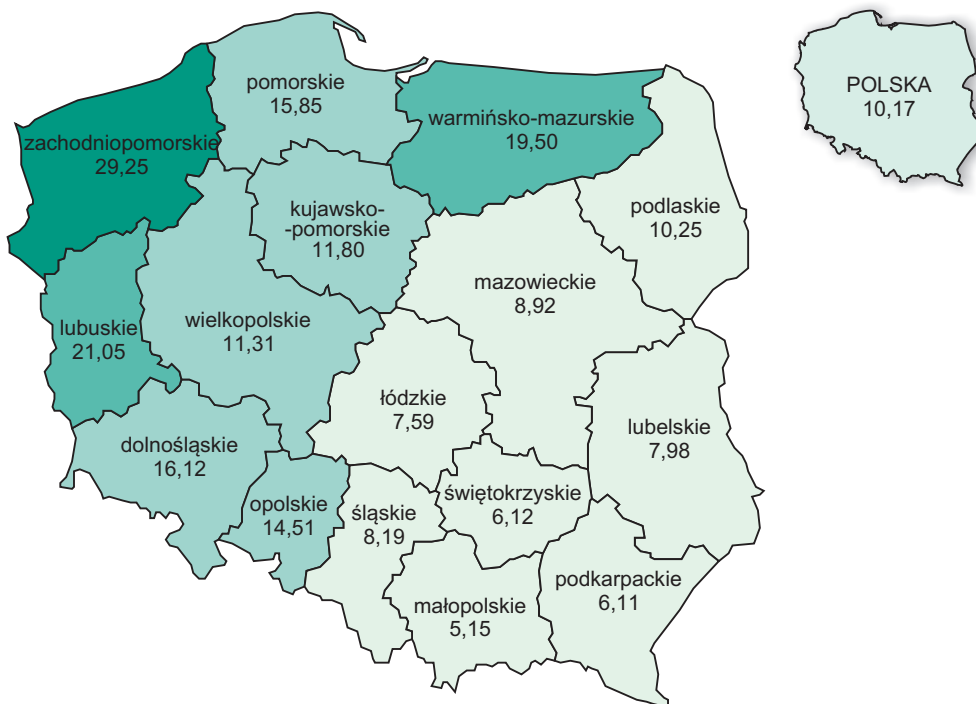 pomorskie
15,85
POLSKA
10,17
warmińsko-mazurskie
19,50
zachodniopomorskie
29,25
kujawsko-
-pomorskie
11,80
podlaskie
10,25
mazowieckie
8,92
lubuskie
21,05
wielkopolskie
11,31
łódzkie
7,59
lubelskie
7,98
dolnośląskie
16,12
opolskie
14,51
śląskie
8,19
świętokrzyskie
6,12
małopolskie
5,15
podkarpackie
6,11